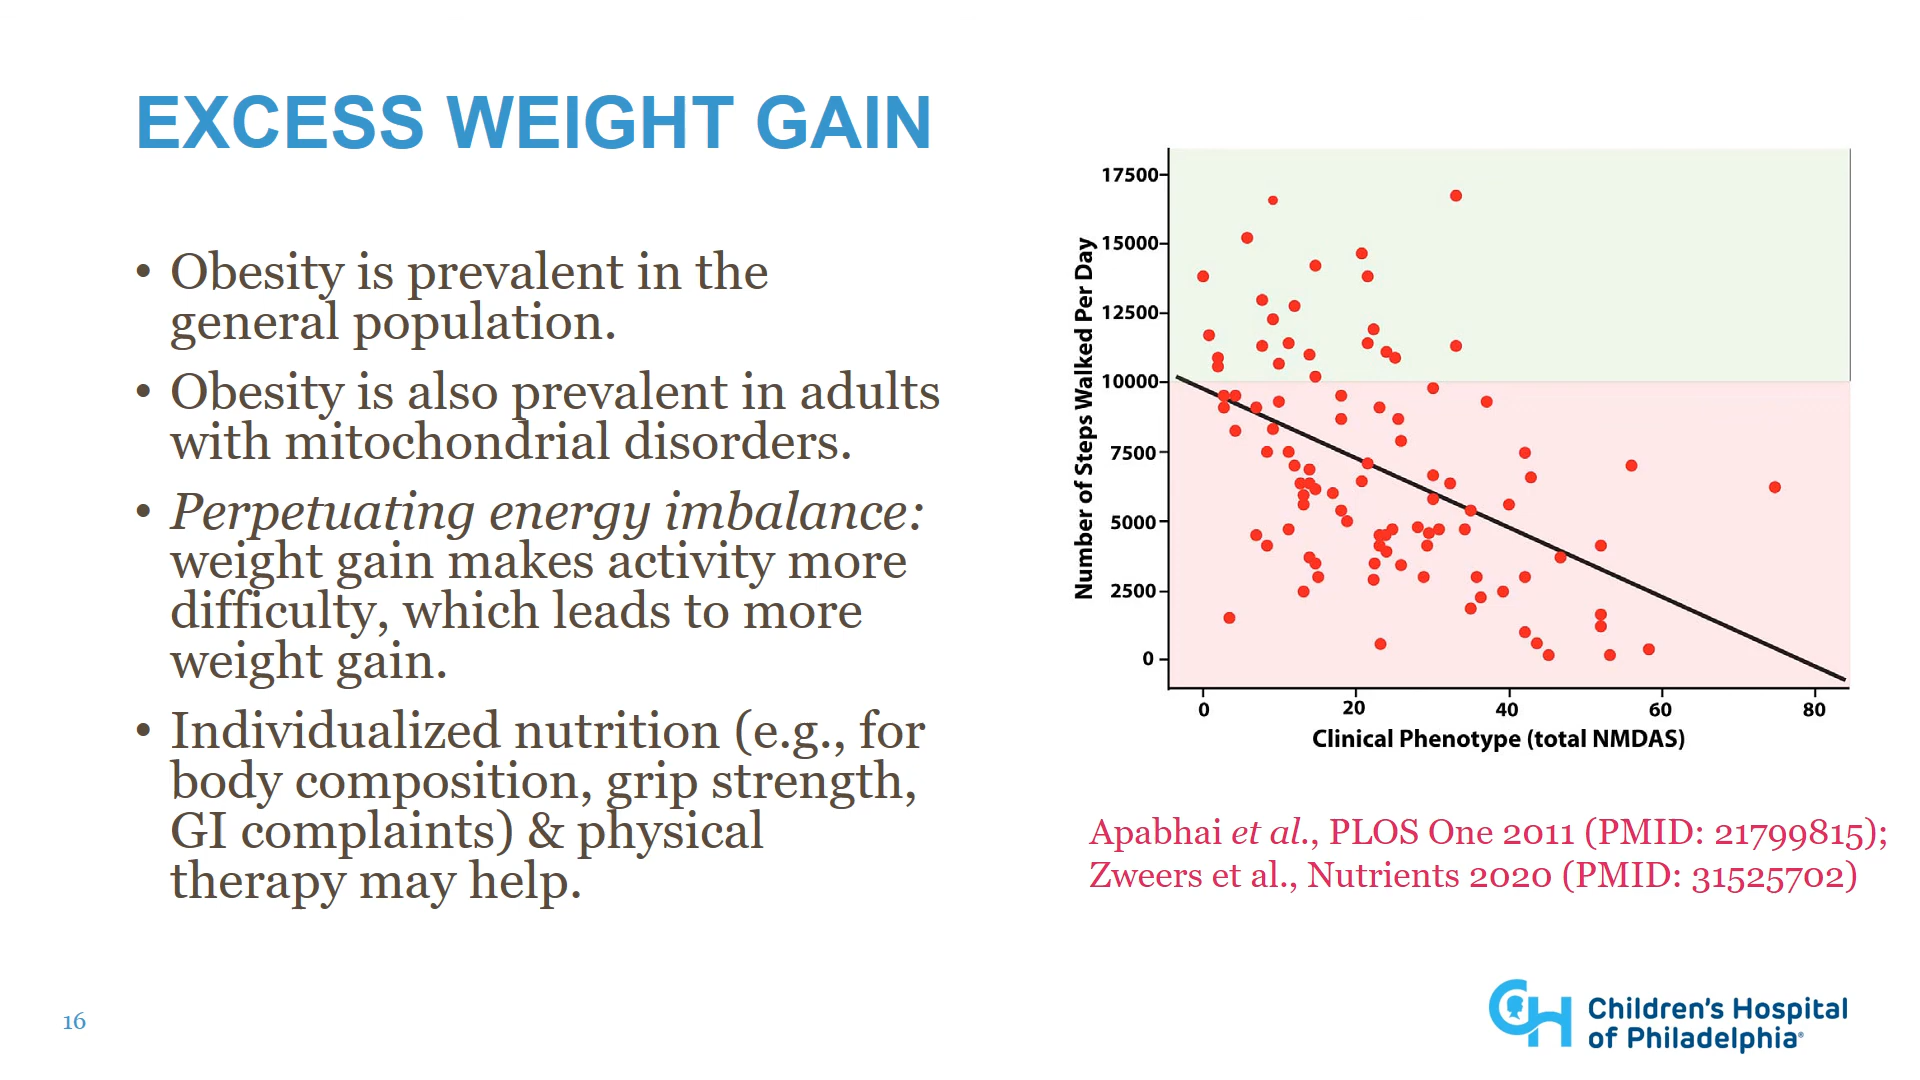 EXCESS WEIGHT GAIN
• Obesity is prevalent in the
general population.
• Obesity is also prevalent in adults
with mitochondrial disorders.
• Perpetuating energy imbalance:
weight gain makes activity more
difficulty, which leads to more
weight gain.
• Individualized nutrition (e.g., for
body composition, grip strength,
GI complaints) & physical
therapy may help.
Number of Steps Walked Per Day
17500
15000
12500
10000
7500
5000
2500
0
0 20 40 60 80
Clinical Phenotype (total NMDAS)
Apabhai et al., PLOS One 2011 (PMID: 21799815);
Zweers et al., Nutrients 2020 (PMID: 31525702)
16
CH Children's Hospital
of Philadelphia®